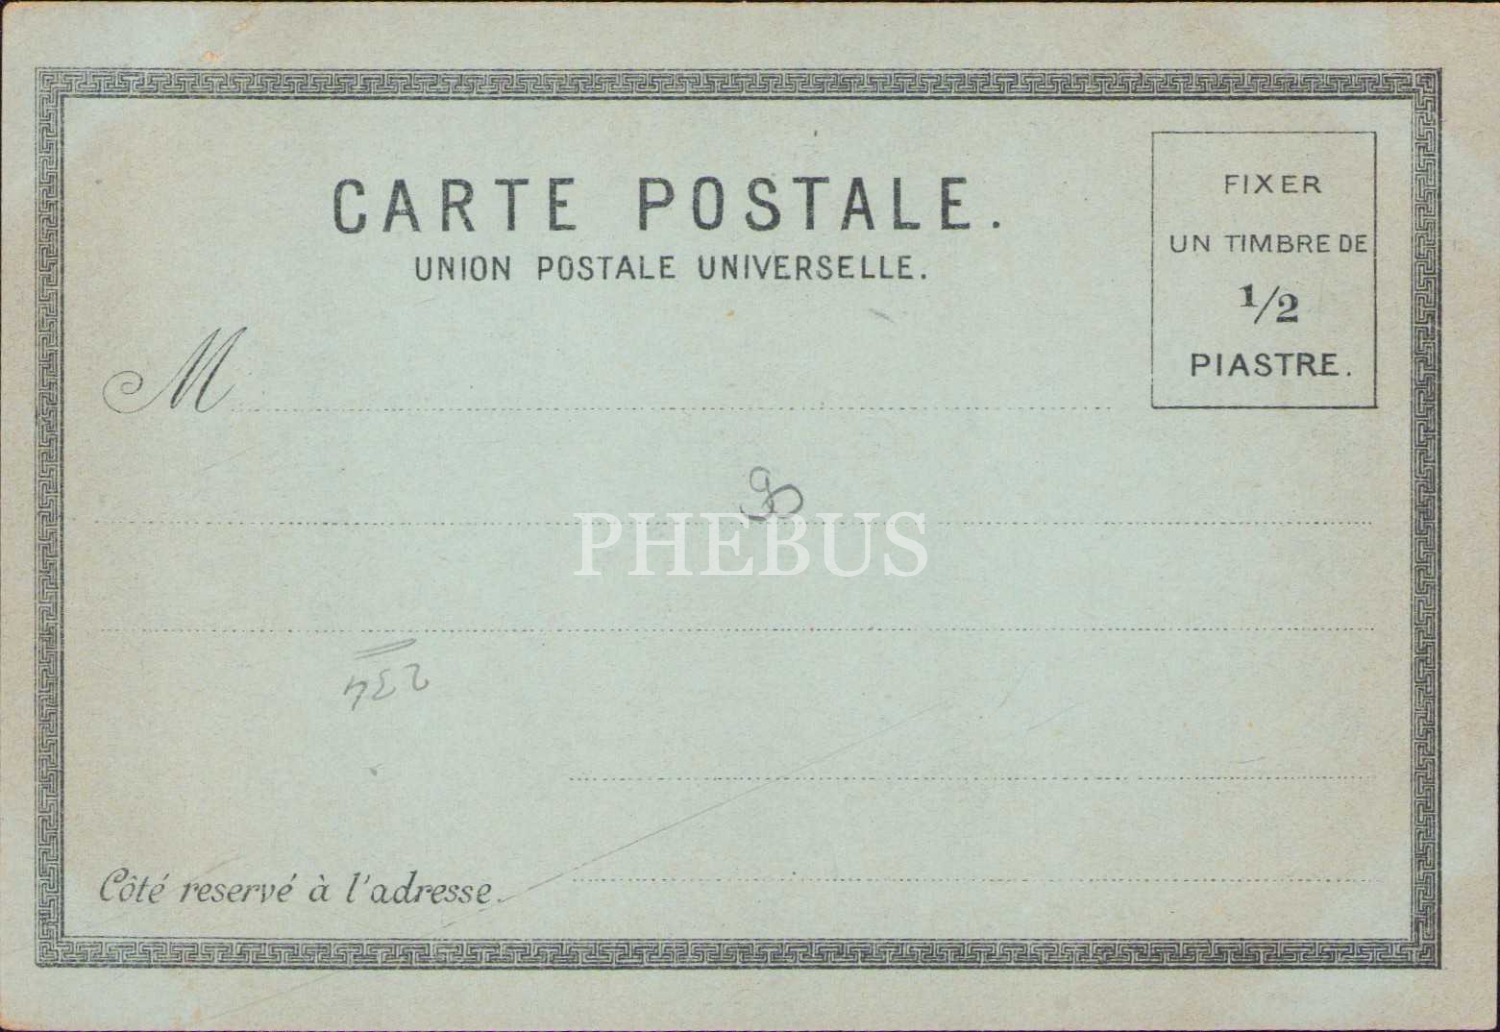 CARTE POSTALE.
UNION POSTALE UNIVERSELLE.
FIXER
UN TIMBRE DE
1/2
PIASTRE.
M
PHEBUS
234
Côté reservé à l'adresse.